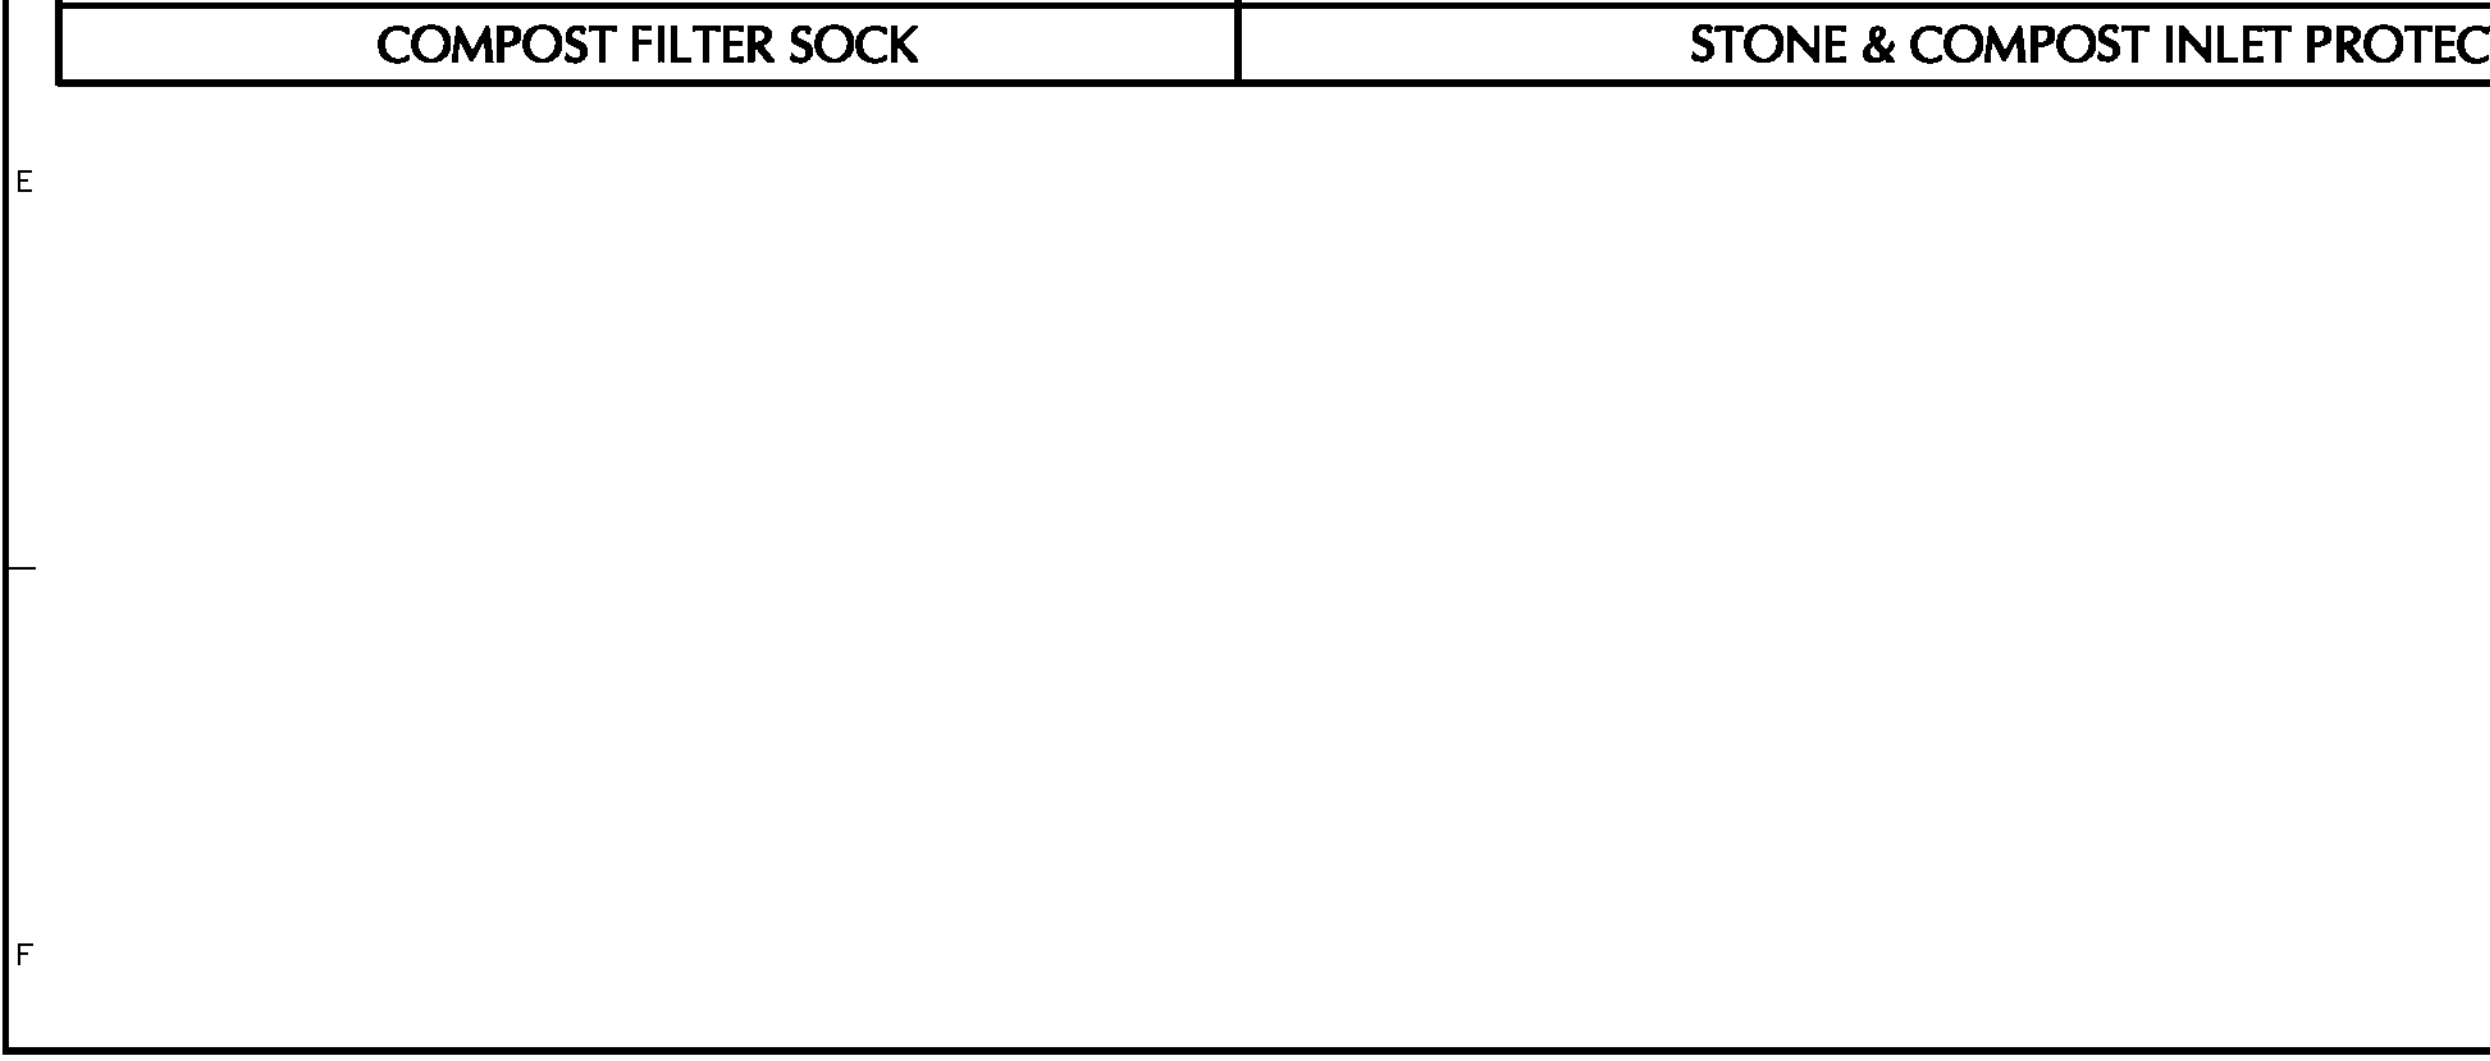 COMPOST FILTER SOCK
STONE & COMPOST INLET PROTEC
E
F